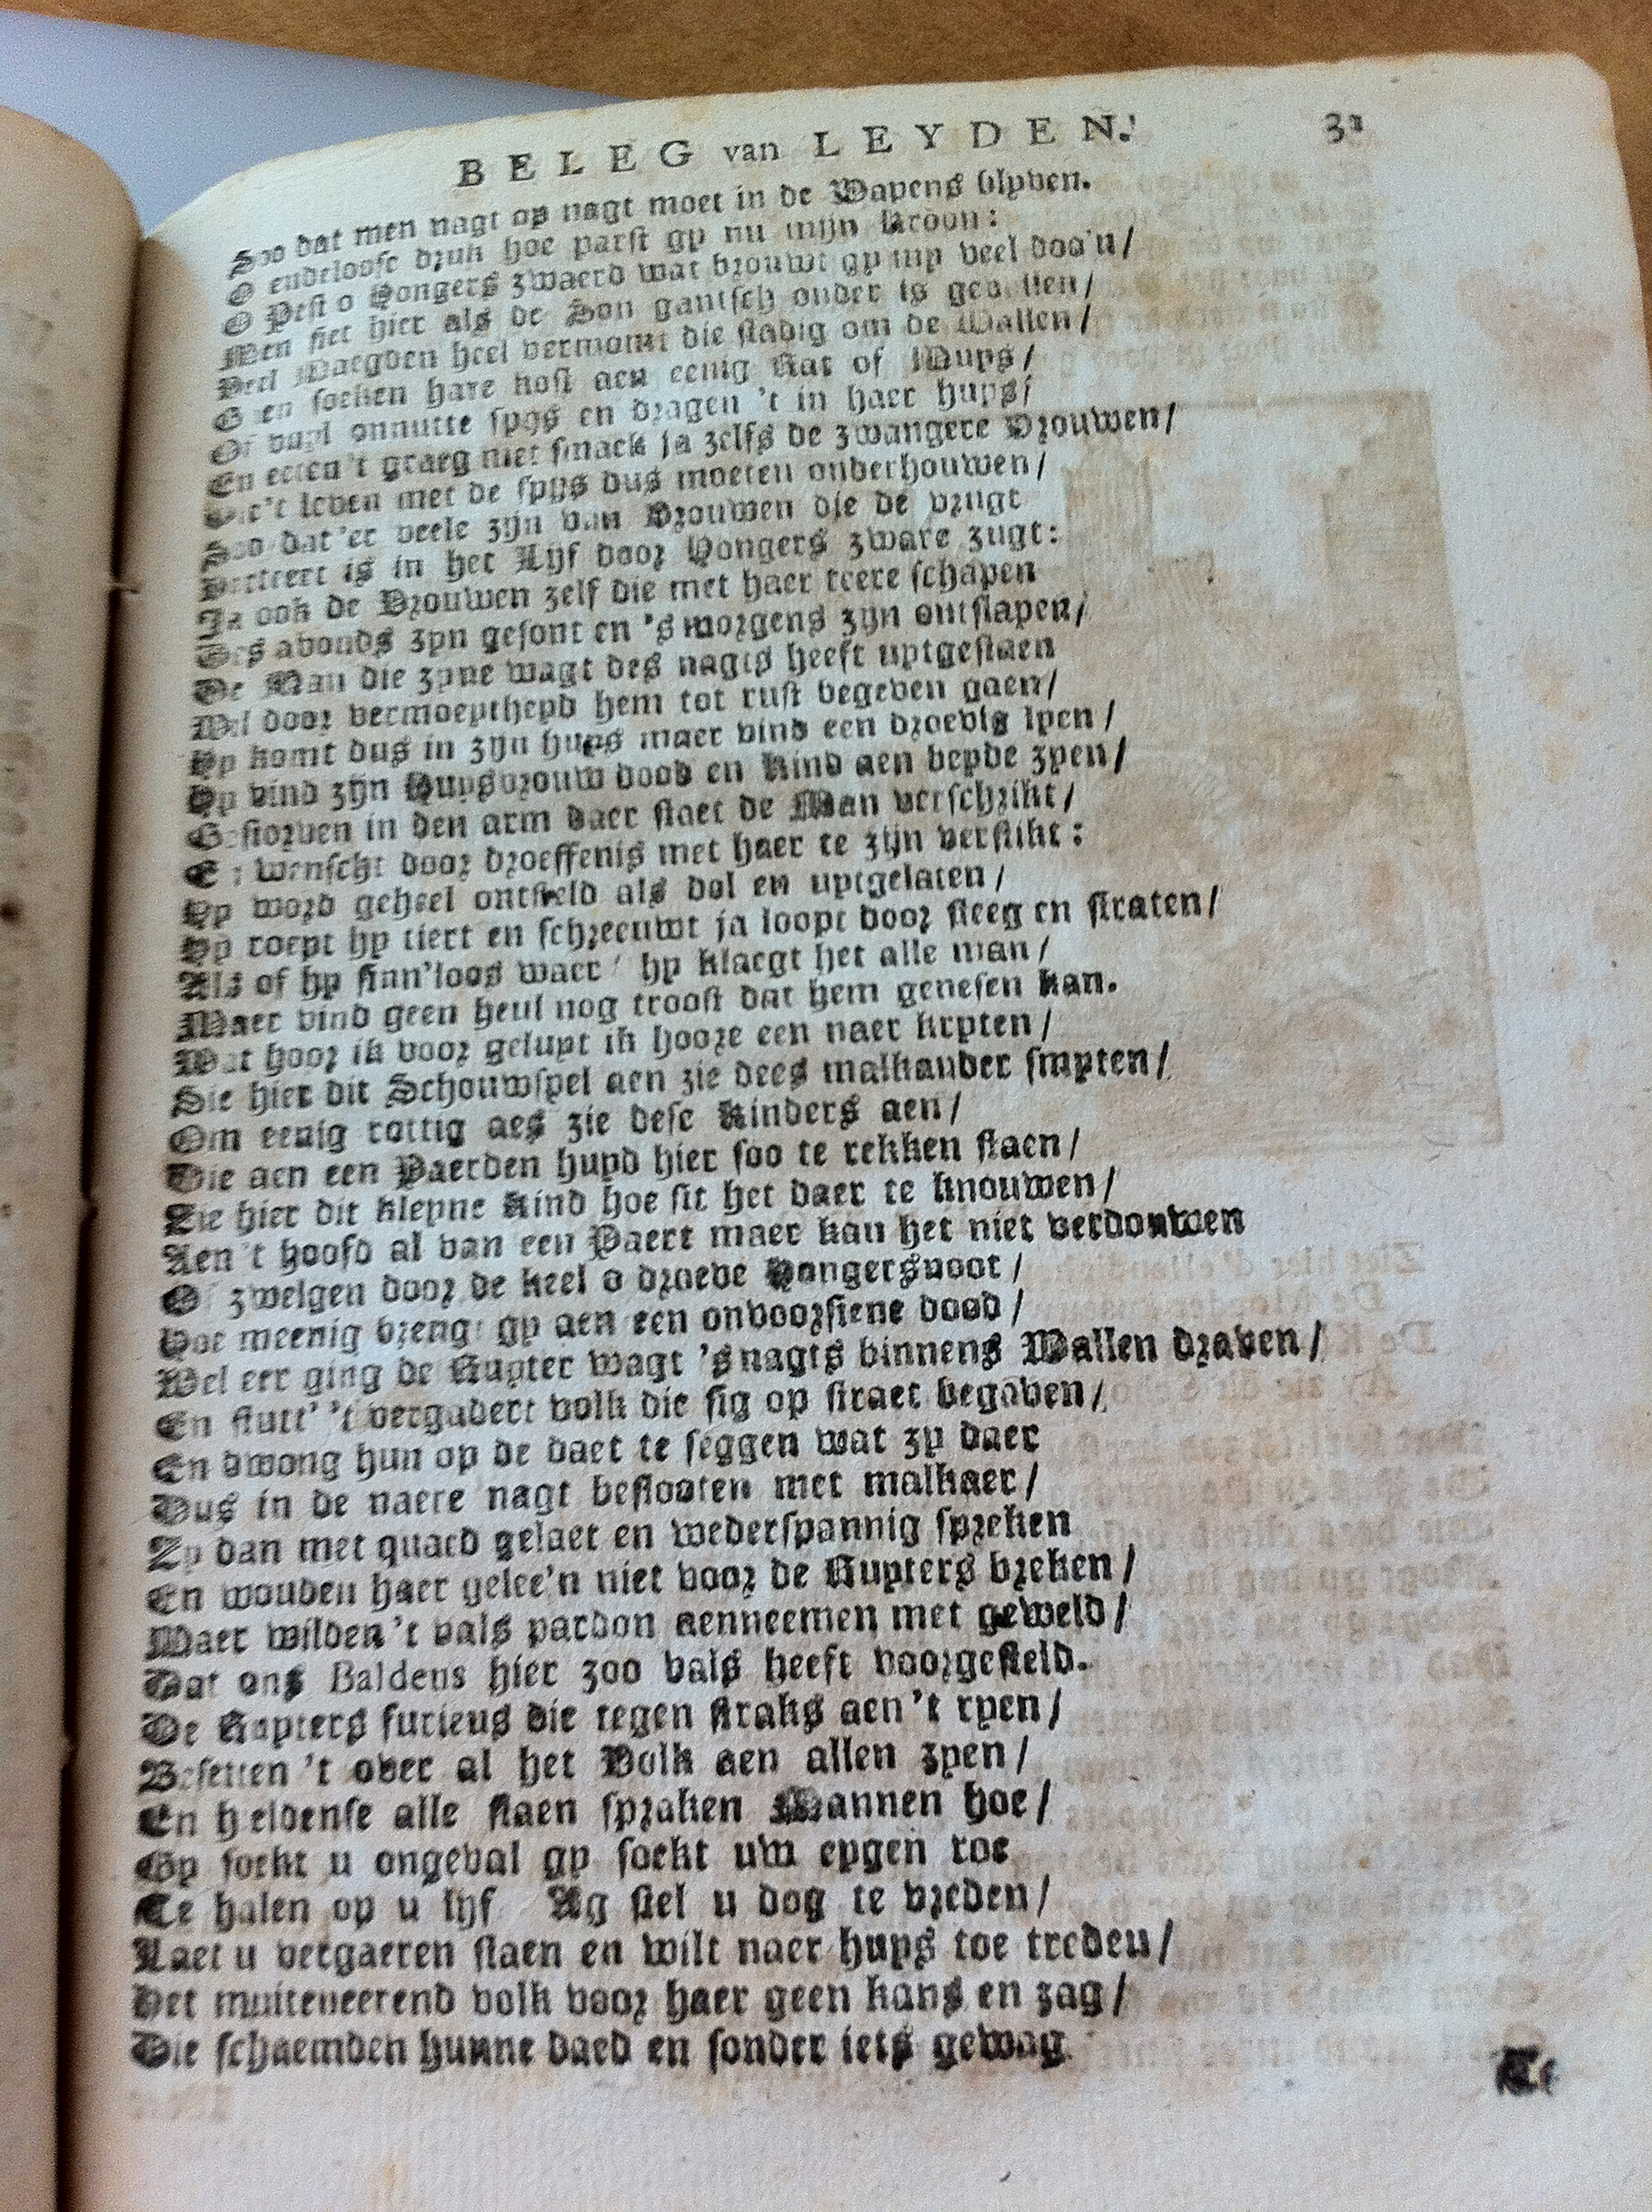 BELEG van LEYDEN. 31
Soo dat men nagt op nagt moet in de Wapens blyven.
O endeloose druk hoe parst gy nu mijn Kroon:
O Pest o Hongers zwaerd wat brouwt gy my veel doo'n /
Men siet hier als de Son gantsch onder is gevallen /
Veel Maegden heel vermomt die stadig om de Wallen /
Gaen soeken hare kost aen eenig Kat of Muys /
Of vuyl onnutte spys en dragen 't in haer huys /
En eeten 't graeg met smack ja zelfs de zwangere Vrouwen /
Die 't leven met de spys dus moeten onderhouwen /
Soo dat 'er veele zijn van Vrouwen die de vrugt
Verteert is in het Lijf door Hongers zware zugt:
Ja ook de Vrouwen zelf die met haer teere schapen
Des avonds zyn gesont en 's morgens zijn ontslapen /
De Man die zyne wagt des nagts heeft uytgestaen
Wil door vermoeytheyd hem tot rust begeven gaen /
Hy komt dus in zijn huys maer vind een droevig lyen /
Hy vind zijn Huysvrouw dood en Kind aen beyde zyen /
Gestorven in den arm daer staet de Man verschrikt /
En wenscht door droeffenis met haer te zijn verstikt:
Hy word geheel ontsteld als dol en uytgelaten /
Hy roept hy tiert en schreeuwt ja loopt door steeg en straten /
Als of hy sinn'loos waer / hy klaegt het alle man /
Maer vind geen heul nog troost dat hem genesen kan.
Wat hoor ik voor geluyt ik hoore een naer kryten /
Sie hier dit Schouwspel aen zie dees malkander smyten /
Om eenig rottig aes zie dese Kinders aen /
Die aen een Paerden huyd hier soo te rekken staen /
Zie hier dit kleyne Kind hoe sit het daer te knouwen /
Aen 't hoofd al van een Paert maer kan het niet verdouwen
Of zwelgen door de keel o droeve Hongersnoot /
Hoe meenig brengt gy aen een onvoorsiene dood /
Wel eer ging de Ruyter wagt 's nagts binnens Wallen draven /
En stutt' 't vergadert volk die sig op straet begaven /
En dwong hun op de daet te seggen wat zy daer
Dus in de naere nagt beslooten met malkaer /
Zy dan met quaed gelaet en wederspannig spreken
En wouden haer gelee'n niet voor de Ruyters breken /
Maer wilden 't vals pardon aenneemen met geweld /
Dat ons Baldeus hier zoo vals heeft voorgesteld.
De Ruyters furieus die tegen straks aen 't ryen /
Besetten 't over al het Volk aen allen zyen /
En heldense alle staen spraken Mannen hoe /
Gy soekt u ongeval gy soekt uw eygen roe
Te halen op u lyf Ag stel u dog te vreden /
Laet u vergaeren staen en wilt naer huys toe treden /
Het muiteneerend volk voor haer geen kans en zag /
Die schaemden hunne daed en sonder iets gewag